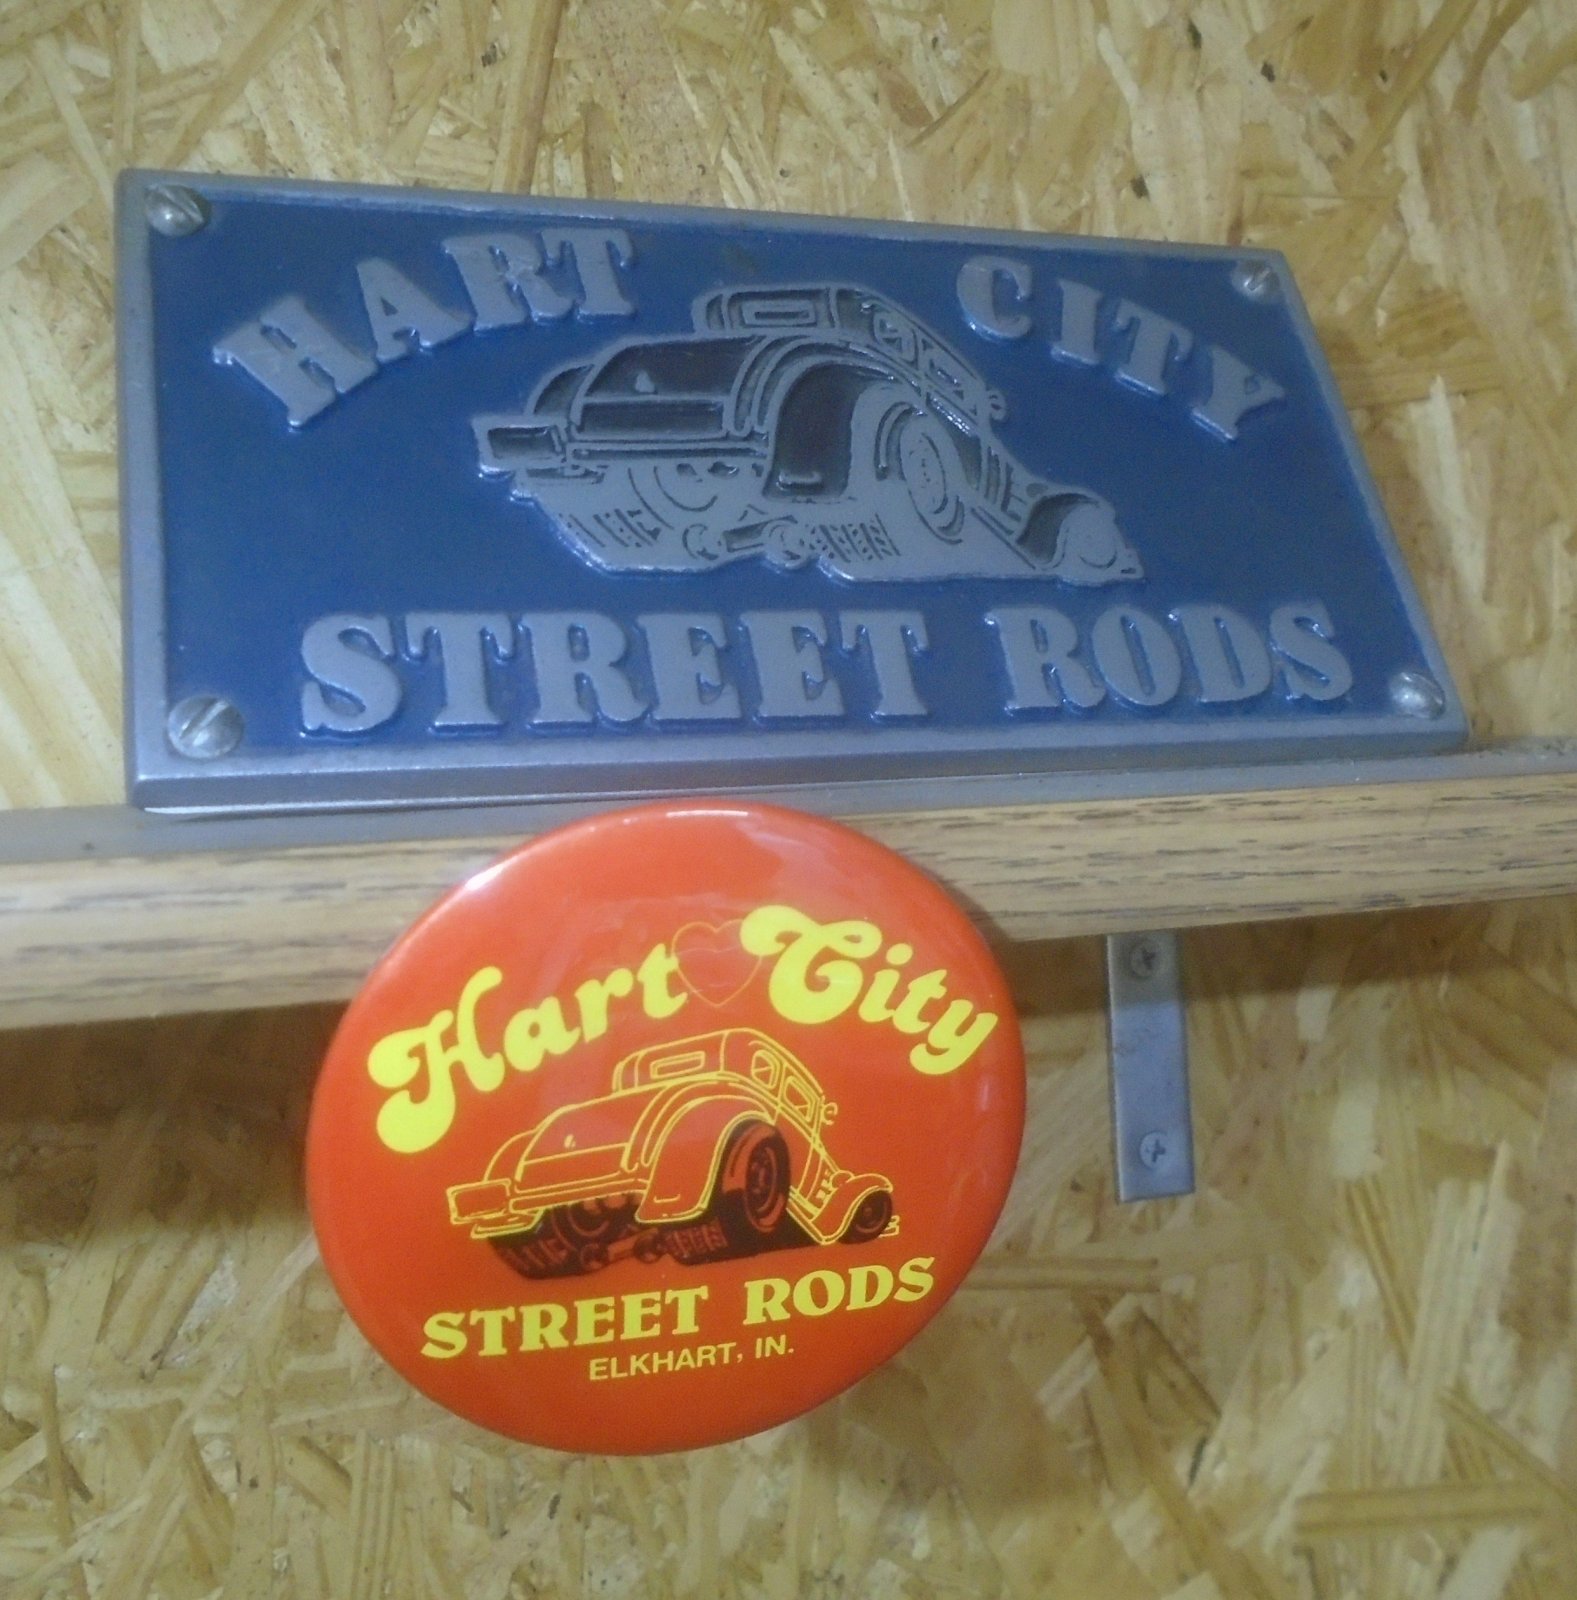 HART CITY
STREET RODS
Hart City
STREET RODS
ELKHART, IN.